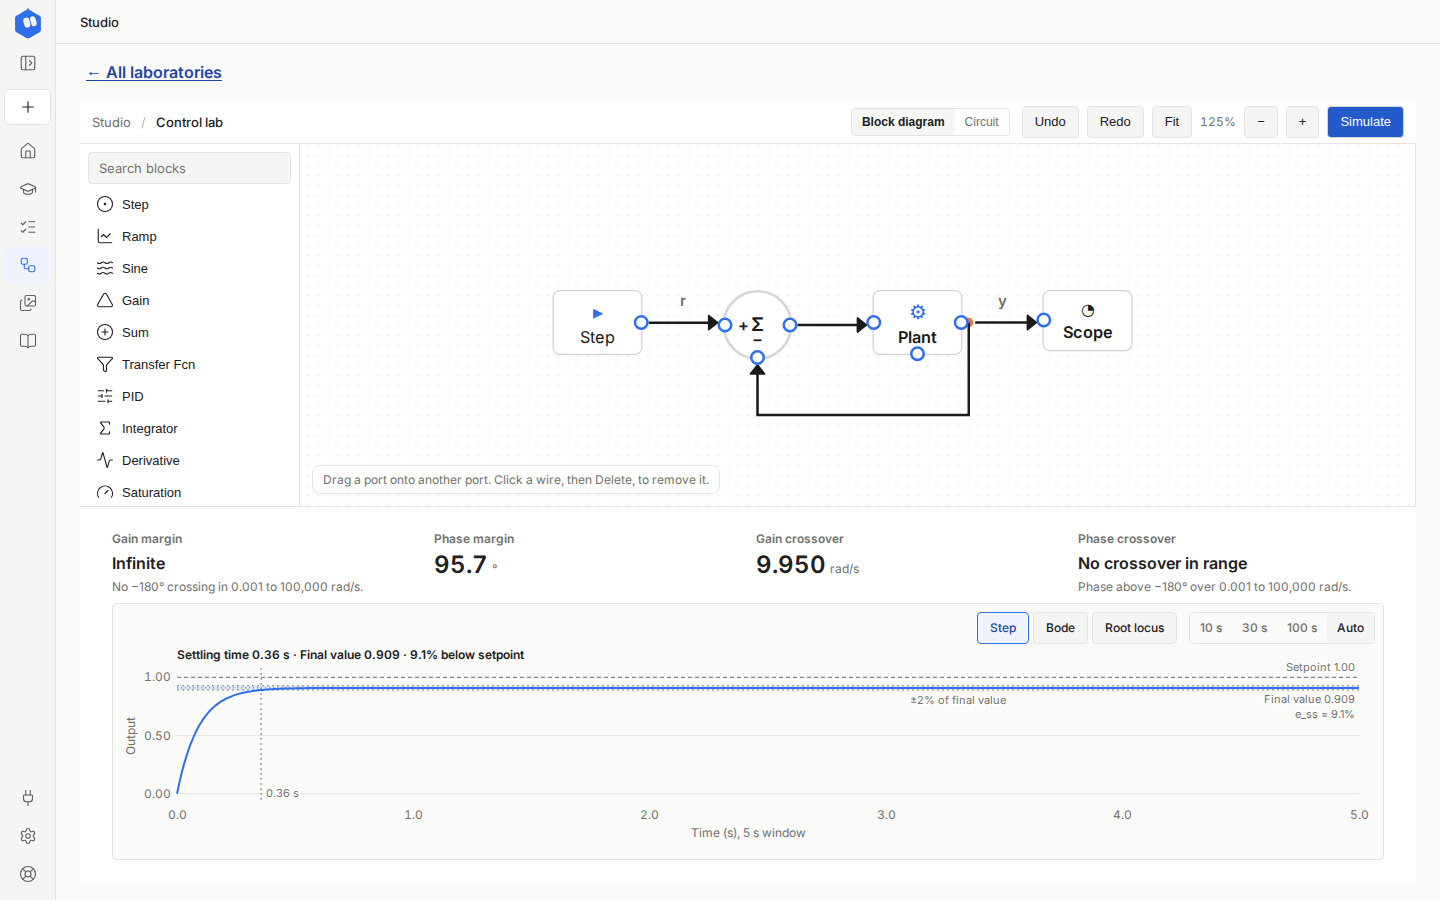 Studio
← All laboratories
Studio / Control lab
Block diagram
Circuit
Undo
Redo
Fit
125%
−
+
Simulate
Search blocks
Step
Ramp
Sine
Gain
Sum
Transfer Fcn
PID
Integrator
Derivative
Saturation
Step
r
+ Σ
−
Plant
y
Scope
Drag a port onto another port. Click a wire, then Delete, to remove it.
Gain margin
Infinite
No −180° crossing in 0.001 to 100,000 rad/s.
Phase margin
95.7 °
Gain crossover
9.950 rad/s
Phase crossover
No crossover in range
Phase above −180° over 0.001 to 100,000 rad/s.
Step
Bode
Root locus
10 s
30 s
100 s
Auto
Settling time 0.36 s · Final value 0.909 · 9.1% below setpoint
Setpoint 1.00
1.00
±2% of final value
Final value 0.909
e_ss = 9.1%
Output
0.50
0.00
0.36 s
0.0
1.0
2.0
3.0
4.0
5.0
Time (s), 5 s window